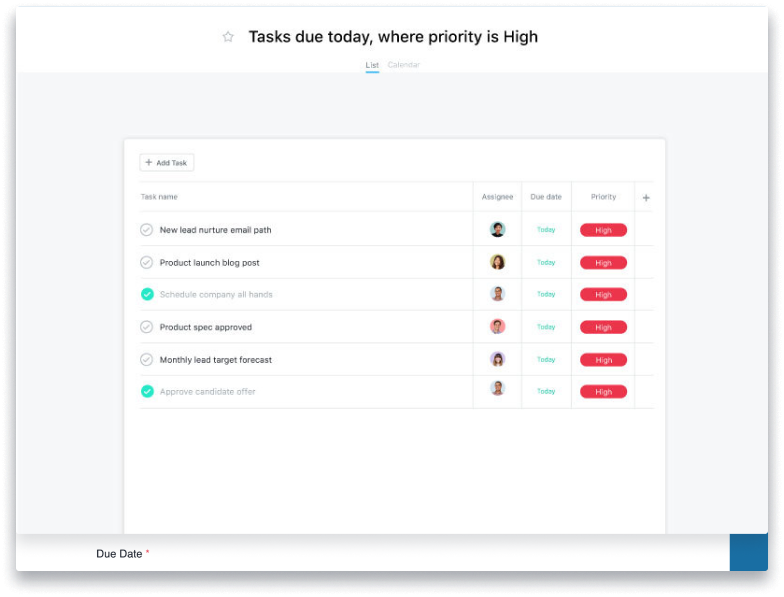 Tasks due today, where priority is High
List Calendar
+ Add Task
Task name Assignee Due date Priority +
New lead nurture email path Today High
Product launch blog post Today High
Schedule company all hands Today High
Product spec approved Today High
Monthly lead target forecast Today High
Approve candidate offer Today High
Due Date *